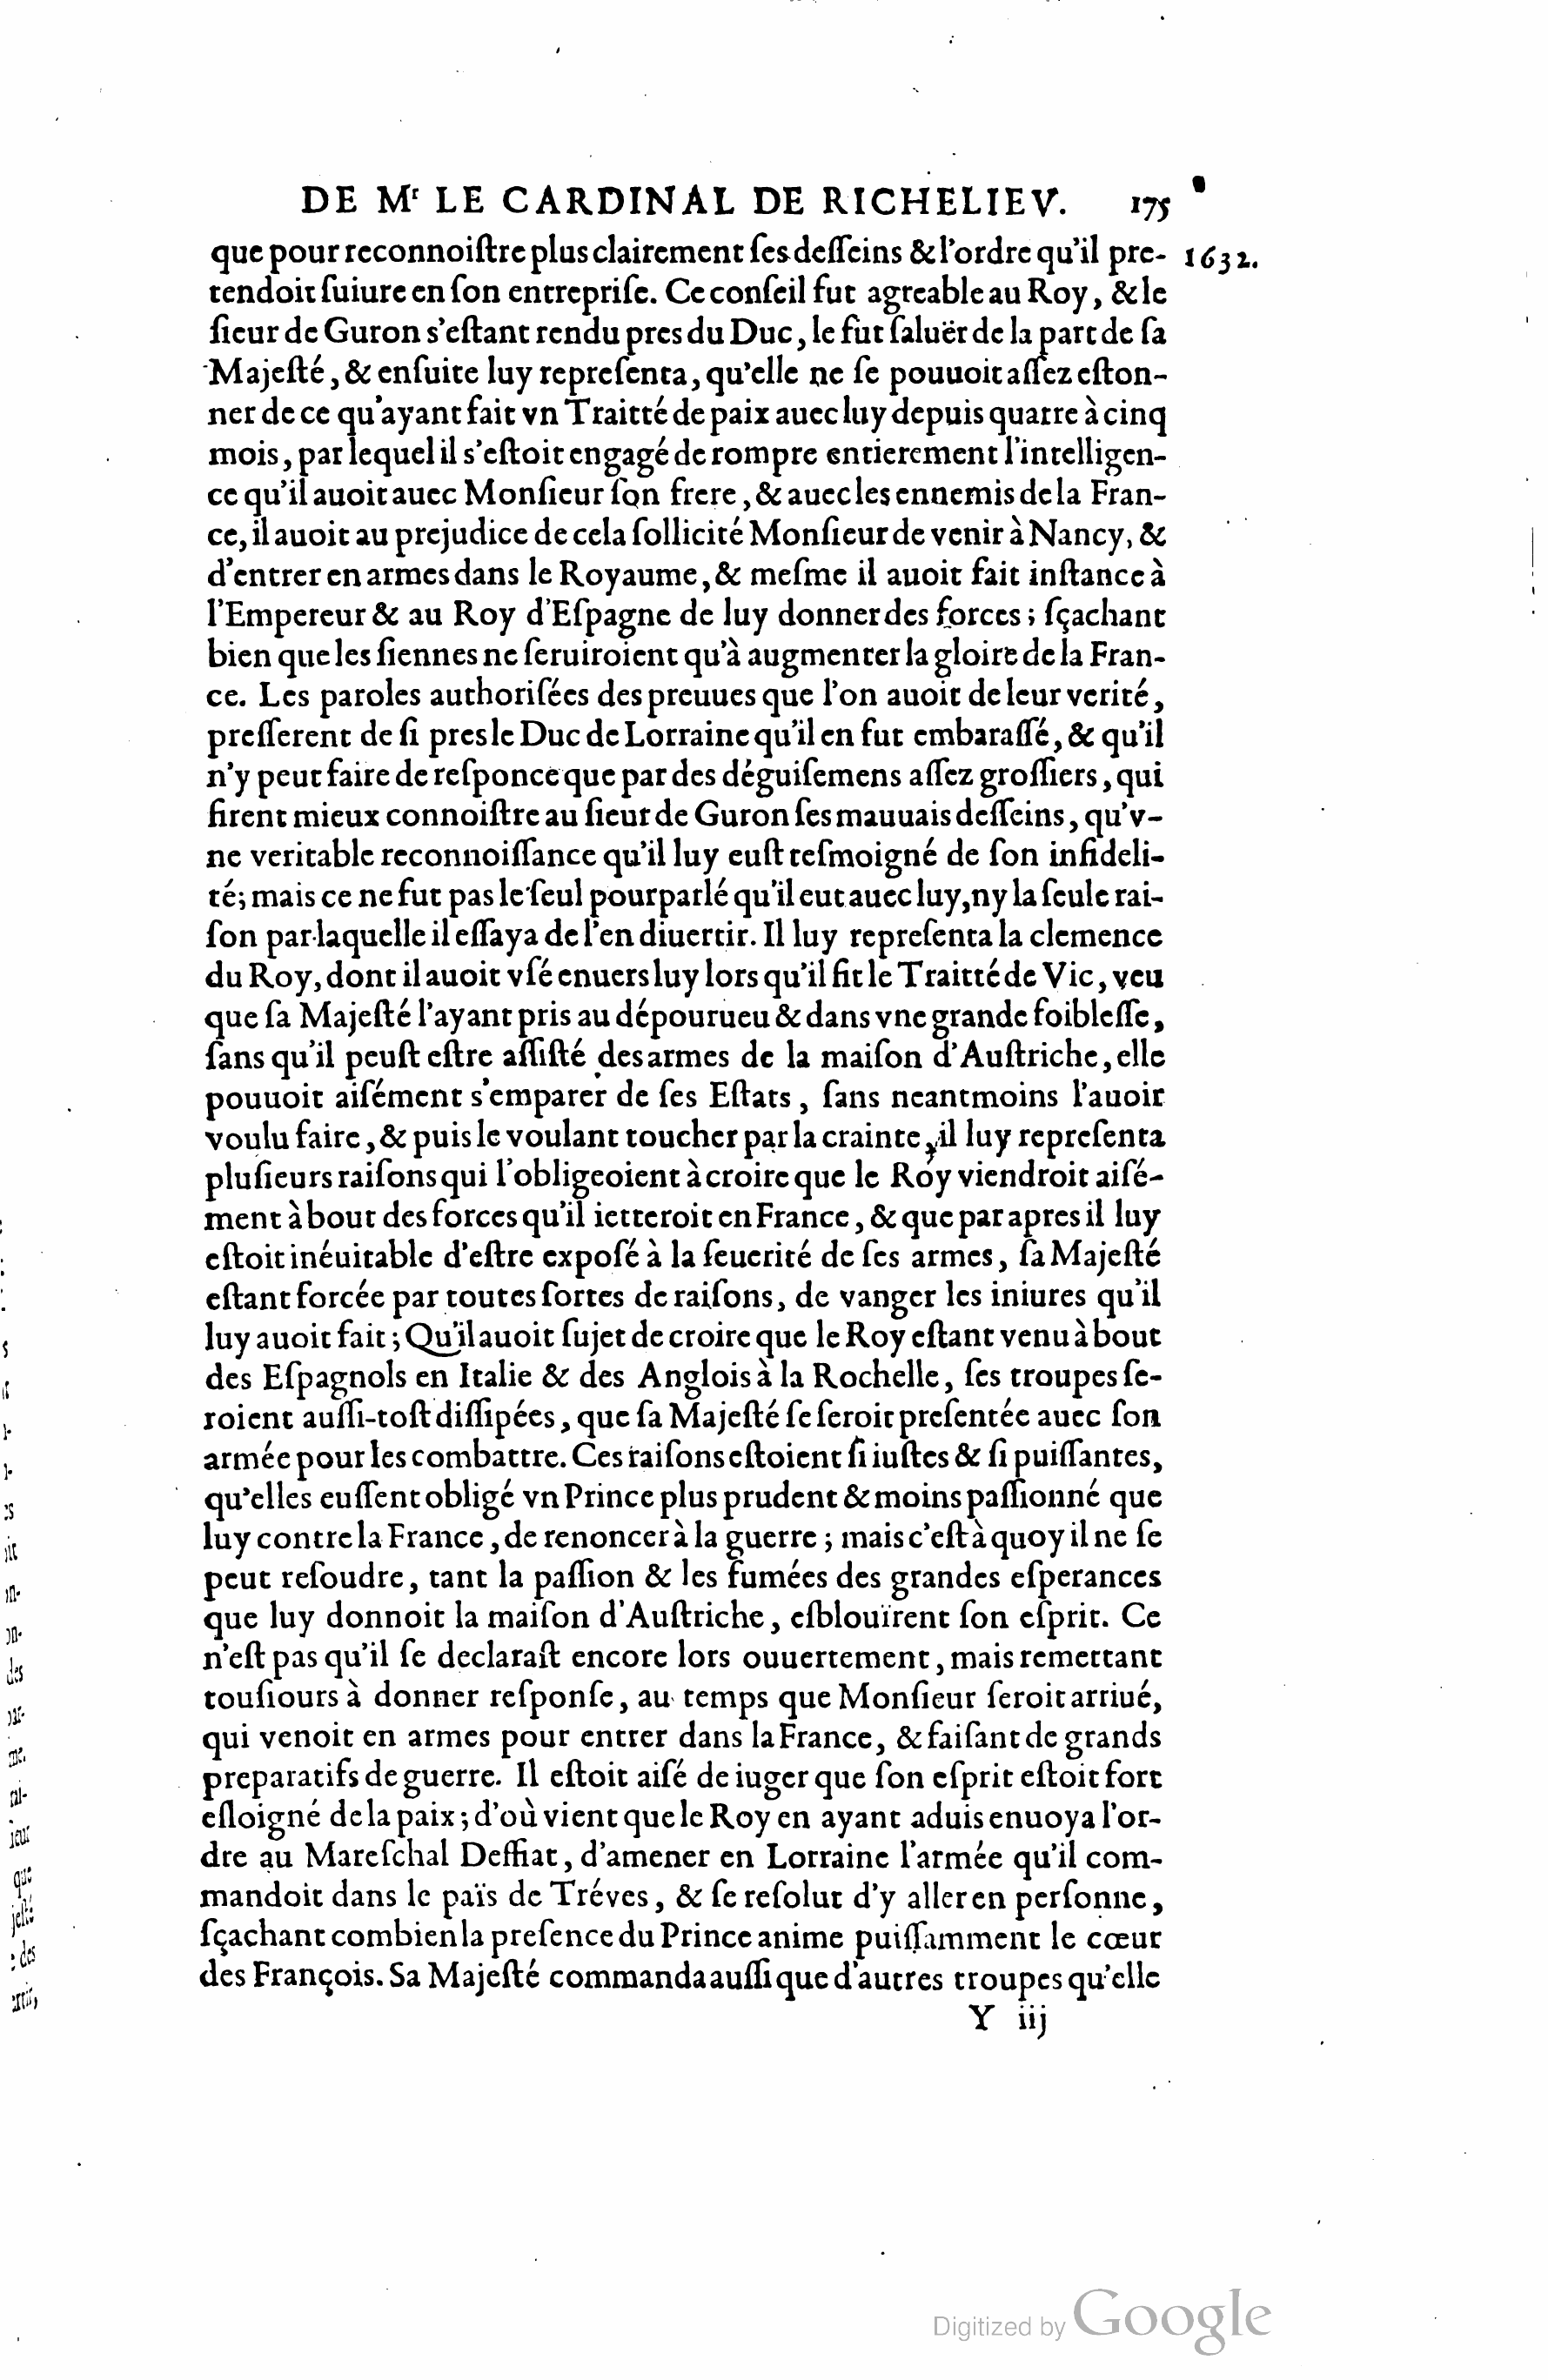 DE Mr LE CARDINAL DE RICHELIEV. 175
que pour reconnoiſtre plus clairement ſes deſſeins & l'ordre qu'il pre- 1632.
tendoit ſuiure en ſon entrepriſe. Ce conſeil fut agreable au Roy, & le
ſieur de Guron s'eſtant rendu pres du Duc, le fut ſaluër de la part de ſa
Majeſté, & enſuite luy repreſenta, qu'elle ne ſe pouuoit aſſez eſton-
ner de ce qu'ayant fait vn Traitté de paix auec luy depuis quatre à cinq
mois, par lequel il s'eſtoit engagé de rompre entierement l'intelligen-
ce qu'il auoit auec Monſieur ſon frere, & auec les ennemis de la Fran-
ce, il auoit au prejudice de cela ſollicité Monſieur de venir à Nancy, &
d'entrer en armes dans le Royaume, & meſme il auoit fait inſtance à
l'Empereur & au Roy d'Eſpagne de luy donner des forces; ſçachant
bien que les ſiennes ne ſeruiroient qu'à augmenter la gloire de la Fran-
ce. Les paroles authoriſées des preuues que l'on auoit de leur verité,
preſſerent de ſi pres le Duc de Lorraine qu'il en fut embaraſſé, & qu'il
n'y peut faire de reſponce que par des déguiſemens aſſez groſſiers, qui
firent mieux connoiſtre au ſieur de Guron ſes mauuais deſſeins, qu'v-
ne veritable reconnoiſſance qu'il luy euſt teſmoigné de ſon infideli-
té; mais ce ne fut pas le ſeul pourparlé qu'il eut auec luy, ny la ſeule rai-
ſon par laquelle il eſſaya de l'en diuertir. Il luy repreſenta la clemence
du Roy, dont il auoit vſé enuers luy lors qu'il fit le Traitté de Vic, veu
que ſa Majeſté l'ayant pris au dépourueu & dans vne grande foibleſſe,
ſans qu'il peuſt eſtre aſſiſté des armes de la maiſon d'Auſtriche, elle
pouuoit aiſément s'emparer de ſes Eſtats, ſans neantmoins l'auoir
voulu faire, & puis le voulant toucher par la crainte, il luy repreſenta
pluſieurs raiſons qui l'obligeoient à croire que le Roy viendroit aiſé-
ment à bout des forces qu'il ietteroit en France, & que par apres il luy
eſtoit inéuitable d'eſtre expoſé à la ſeuerité de ſes armes, ſa Majeſté
eſtant forcée par toutes ſortes de raiſons, de vanger les iniures qu'il
luy auoit fait; Qu'il auoit ſujet de croire que le Roy eſtant venu à bout
des Eſpagnols en Italie & des Anglois à la Rochelle, ſes troupes ſe-
roient auſſi-toſt diſſipées, que ſa Majeſté ſe ſeroit preſentée auec ſon
armée pour les combattre. Ces raiſons eſtoient ſi iuſtes & ſi puiſſantes,
qu'elles euſſent obligé vn Prince plus prudent & moins paſſionné que
luy contre la France, de renoncer à la guerre; mais c'eſt à quoy il ne ſe
peut reſoudre, tant la paſſion & les fumées des grandes eſperances
que luy donnoit la maiſon d'Auſtriche, eſblouïrent ſon eſprit. Ce
n'eſt pas qu'il ſe declaraſt encore lors ouuertement, mais remettant
touſiours à donner reſponſe, au temps que Monſieur ſeroit arriué,
qui venoit en armes pour entrer dans la France, & faiſant de grands
preparatifs de guerre. Il eſtoit aiſé de iuger que ſon eſprit eſtoit fort
eſloigné de la paix; d'où vient que le Roy en ayant aduis enuoya l'or-
dre au Mareſchal Deffiat, d'amener en Lorraine l'armée qu'il com-
mandoit dans le païs de Tréves, & ſe reſolut d'y aller en perſonne,
ſçachant combien la preſence du Prince anime puiſſamment le cœur
des François. Sa Majeſté commanda auſſi que d'autres troupes qu'elle
Y iij
Digitized by Google